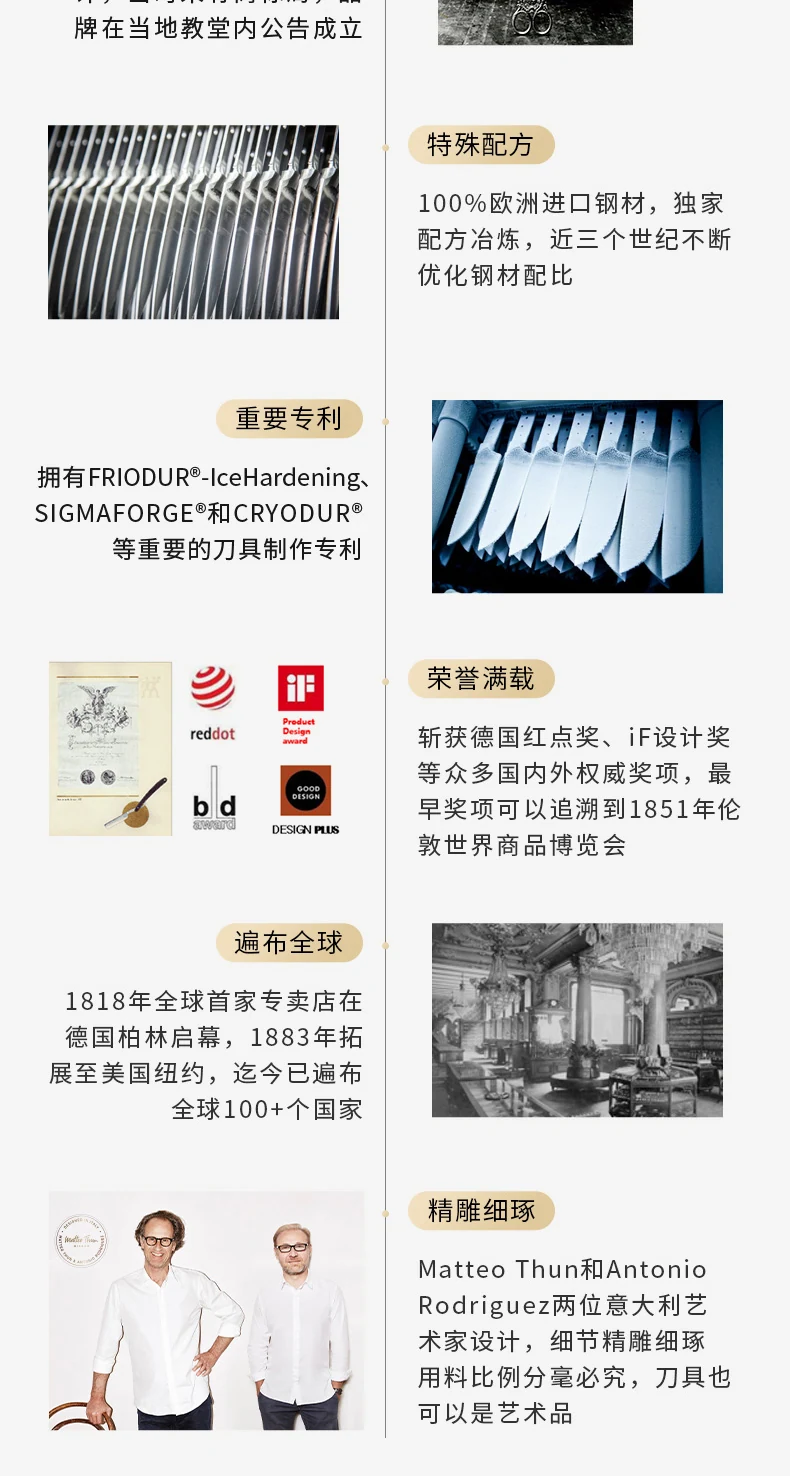 牌在当地教堂内公告成立
特殊配方
100%欧洲进口钢材，独家
配方冶炼，近三个世纪不断
优化钢材配比
重要专利
拥有FRIODUR®-IceHardening、
SIGMAFORGE®和CRYODUR®
等重要的刀具制作专利
reddot
iF
Product
Design
award
bd
award
GOOD
DESIGN
DESIGN PLUS
荣誉满载
斩获德国红点奖、iF设计奖
等众多国内外权威奖项，最
早奖项可以追溯到1851年伦
敦世界商品博览会
遍布全球
1818年全球首家专卖店在
德国柏林启幕，1883年拓
展至美国纽约，迄今已遍布
全球100+个国家
Matteo Thun
精雕细琢
Matteo Thun和Antonio
Rodriguez两位意大利艺
术家设计，细节精雕细琢
用料比例分毫必究，刀具也
可以是艺术品